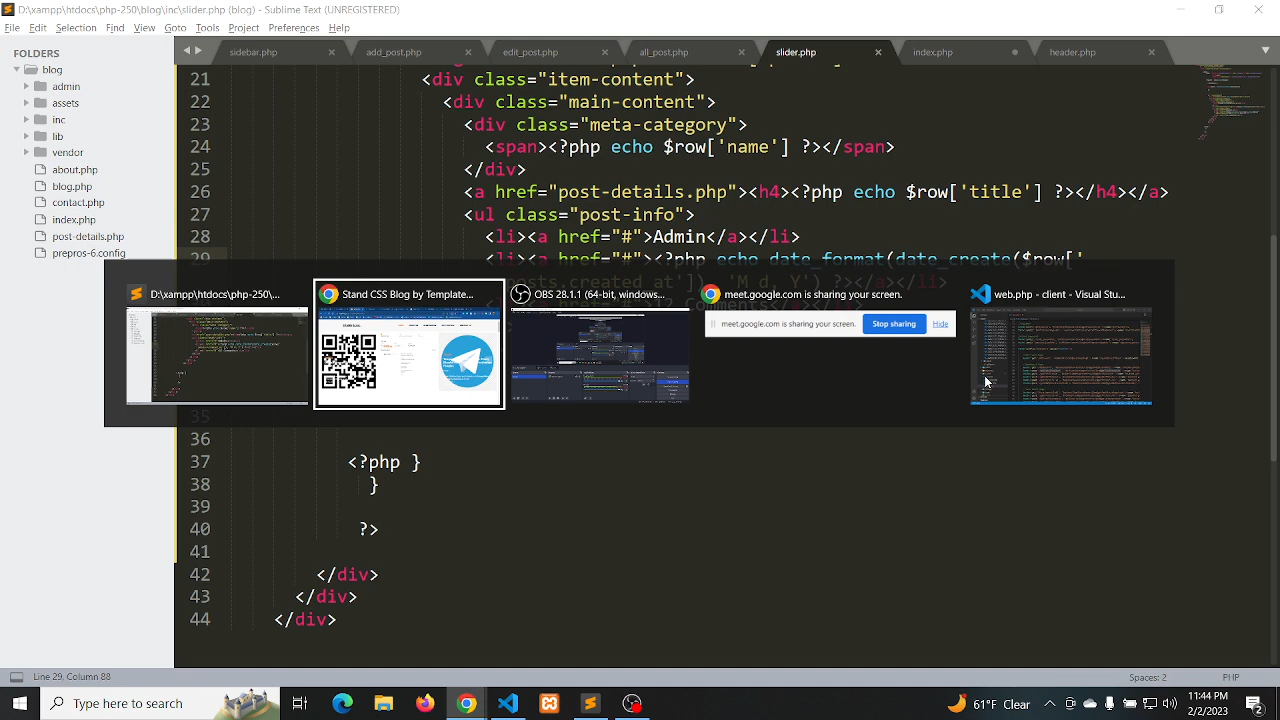 D:\xampp\htdocs\php-250\blog\inc\slider.php (blog) - Sublime Text (UNREGISTERED)
File Edit Selection Find View Goto Tools Project Preferences Help
FOLDERS
blog
admin
assets
inc
lib
vendor
about.php
blog.php
contact.php
index.php
post-details.php
prepros-6.config
sidebar.php add_post.php edit_post.php all_post.php slider.php index.php header.php
21 <div class="item-content">
22 <div class="main-content">
23 <div class="meta-category">
24 <span><?php echo $row['name'] ?></span>
25 </div>
26 <a href="post-details.php"><h4><?php echo $row['title'] ?></h4></a>
27 <ul class="post-info">
28 <li><a href="#">Admin</a></li>
29 <li><a href="#"><?php echo date_format(date_create($row['
D:\xampp\htdocs\php-250\... Stand CSS Blog by Template... OBS 28.1.1 (64-bit, windows... meet.google.com is sharing your screen. web.php - client - Visual Stu...
meet.google.com is sharing your screen. Stop sharing Hide
35
36
37 <?php }
38 }
39
40 ?>
41
42 </div>
43 </div>
44 </div>
Line 29, Column 88 Spaces: 2 PHP
Type here to search 68°F Clear 11:44 PM
2/2/2023 2